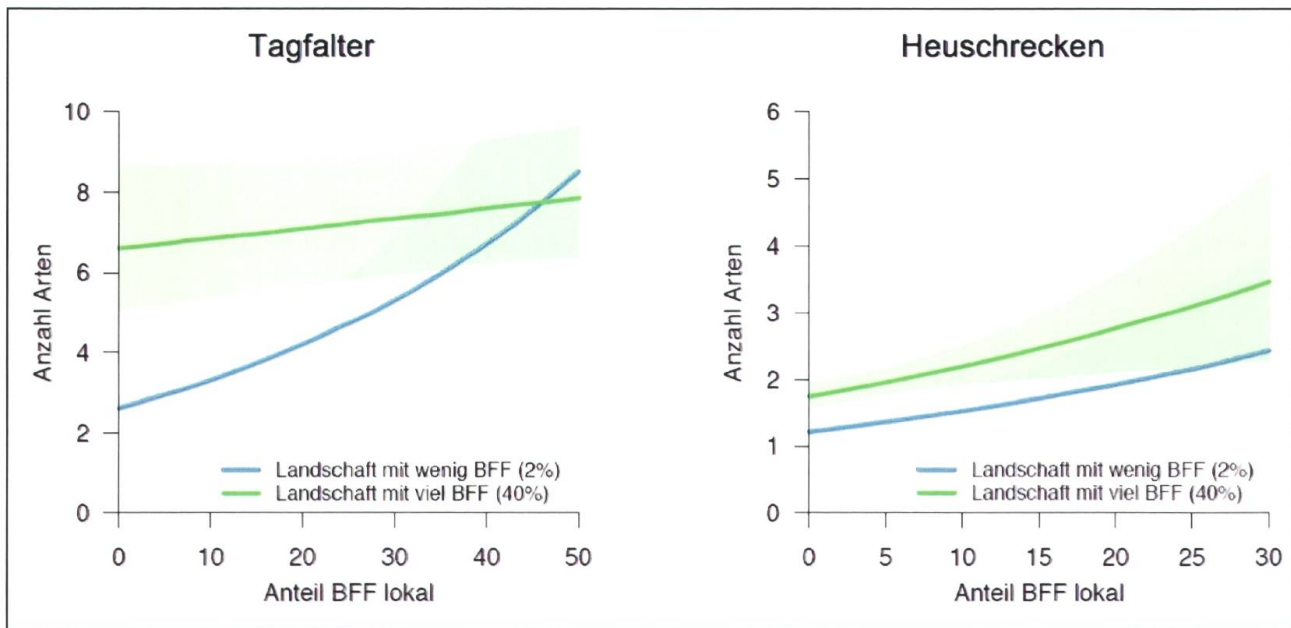 Tagfalter
Anzahl Arten
10
8
6
4
2
0
Landschaft mit wenig BFF (2%)
Landschaft mit viel BFF (40%)
0 10 20 30 40 50
Anteil BFF lokal
Heuschrecken
Anzahl Arten
6
5
4
3
2
1
0
Landschaft mit wenig BFF (2%)
Landschaft mit viel BFF (40%)
0 5 10 15 20 25 30
Anteil BFF lokal